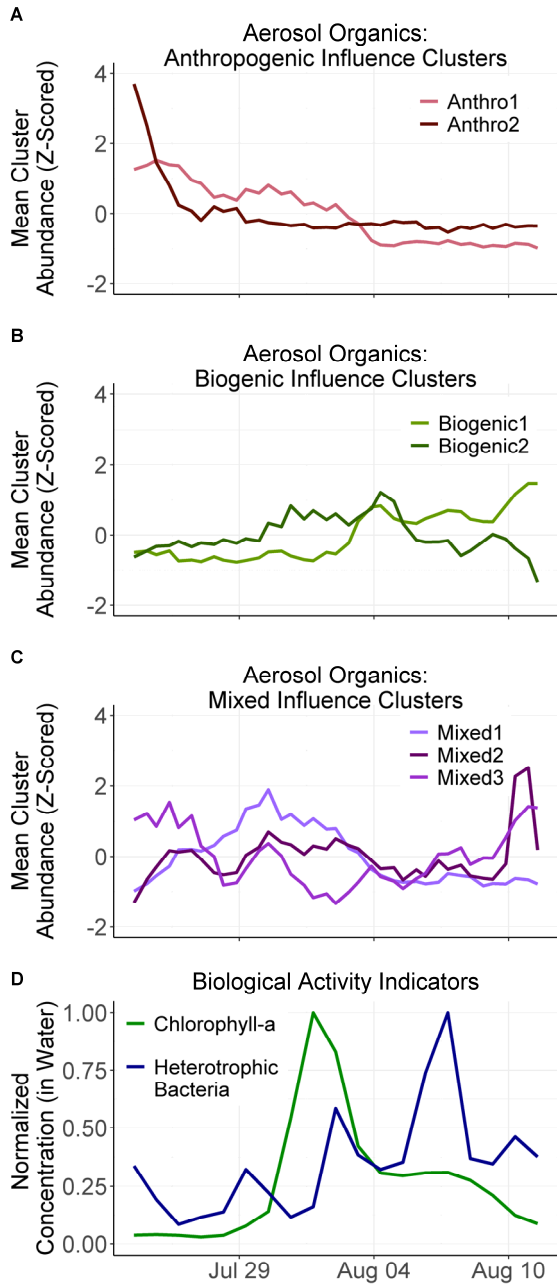 A
Aerosol Organics:
Anthropogenic Influence Clusters
Mean Cluster
Abundance (Z-Scored)
4
2
0
-2
Anthro1
Anthro2
B
Aerosol Organics:
Biogenic Influence Clusters
Mean Cluster
Abundance (Z-Scored)
4
2
0
-2
Biogenic1
Biogenic2
C
Aerosol Organics:
Mixed Influence Clusters
Mean Cluster
Abundance (Z-Scored)
4
2
0
-2
Mixed1
Mixed2
Mixed3
D
Biological Activity Indicators
Normalized
Concentration (in Water)
1.00
0.75
0.50
0.25
0.00
Chlorophyll-a
Heterotrophic
Bacteria
Jul 29
Aug 04
Aug 10